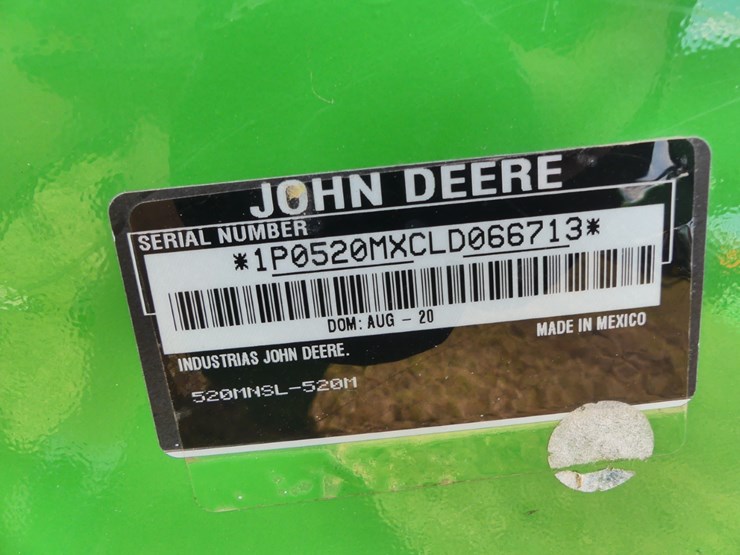 JOHN DEERE
SERIAL NUMBER
*1P0520MXCLD066713*
DOM: AUG - 20
MADE IN MEXICO
INDUSTRIAS JOHN DEERE.
520MNSL-520M